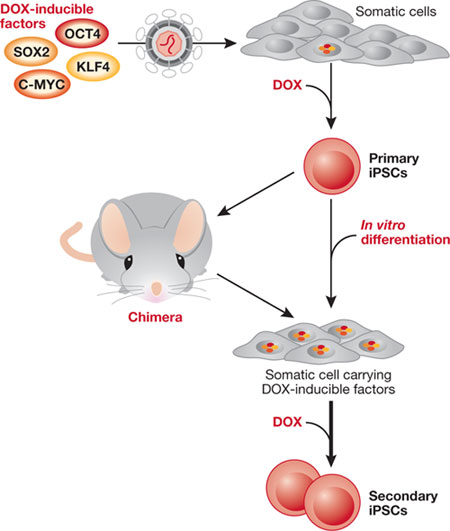 DOX-inducible
factors
OCT4
SOX2
KLF4
C-MYC
Somatic cells
DOX
Primary
iPSCs
In vitro
differentiation
Chimera
Somatic cell carrying
DOX-inducible factors
DOX
Secondary
iPSCs